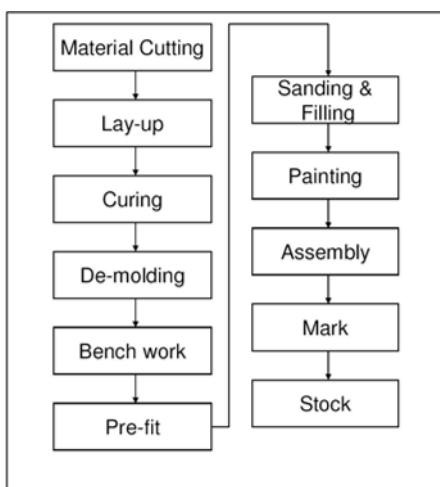 Material Cutting
Lay-up
Curing
De-molding
Bench work
Pre-fit
Sanding &
Filling
Painting
Assembly
Mark
Stock